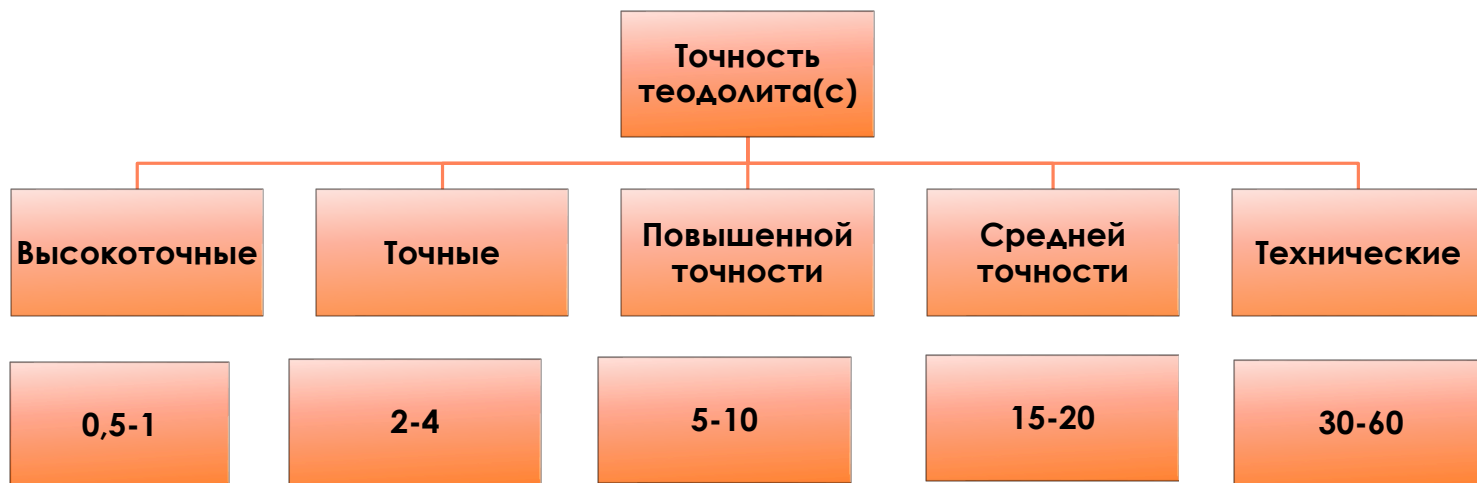 Точность
теодолита(с)
Высокоточные
Точные
Повышенной
точности
Средней
точности
Технические
0,5-1
2-4
5-10
15-20
30-60